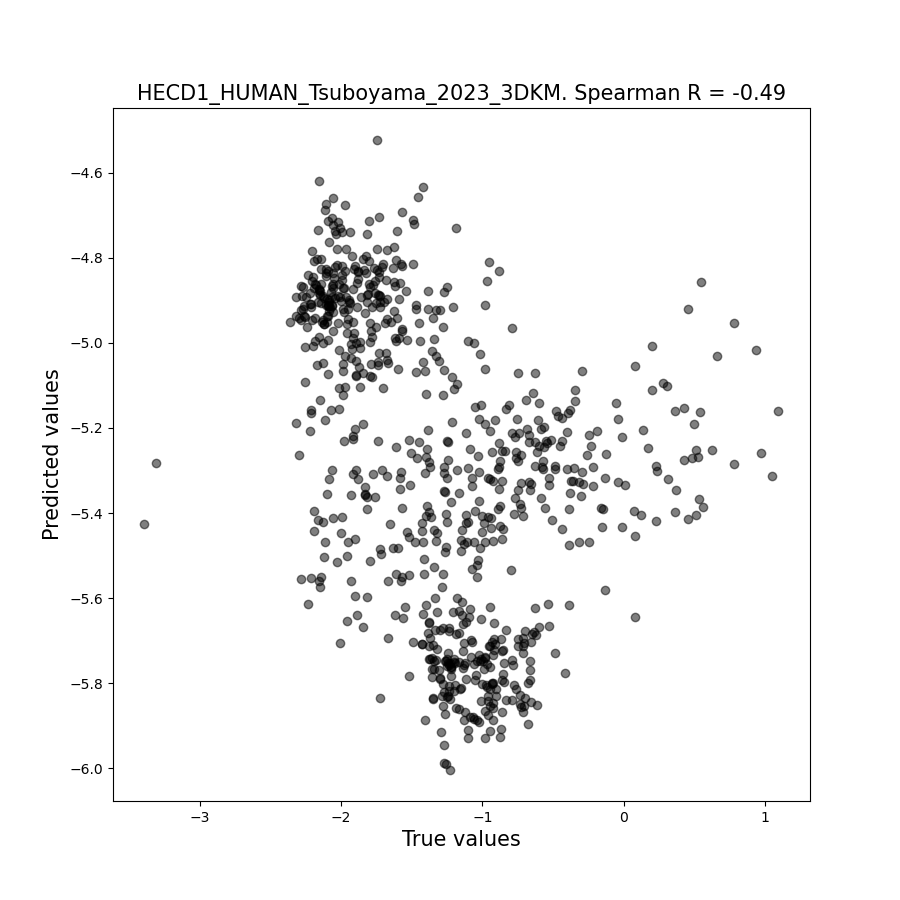 HECD1_HUMAN_Tsuboyama_2023_3DKM. Spearman R = -0.49
Predicted values
−4.6
−4.8
−5.0
−5.2
−5.4
−5.6
−5.8
−6.0
−3 −2 −1 0 1
True values